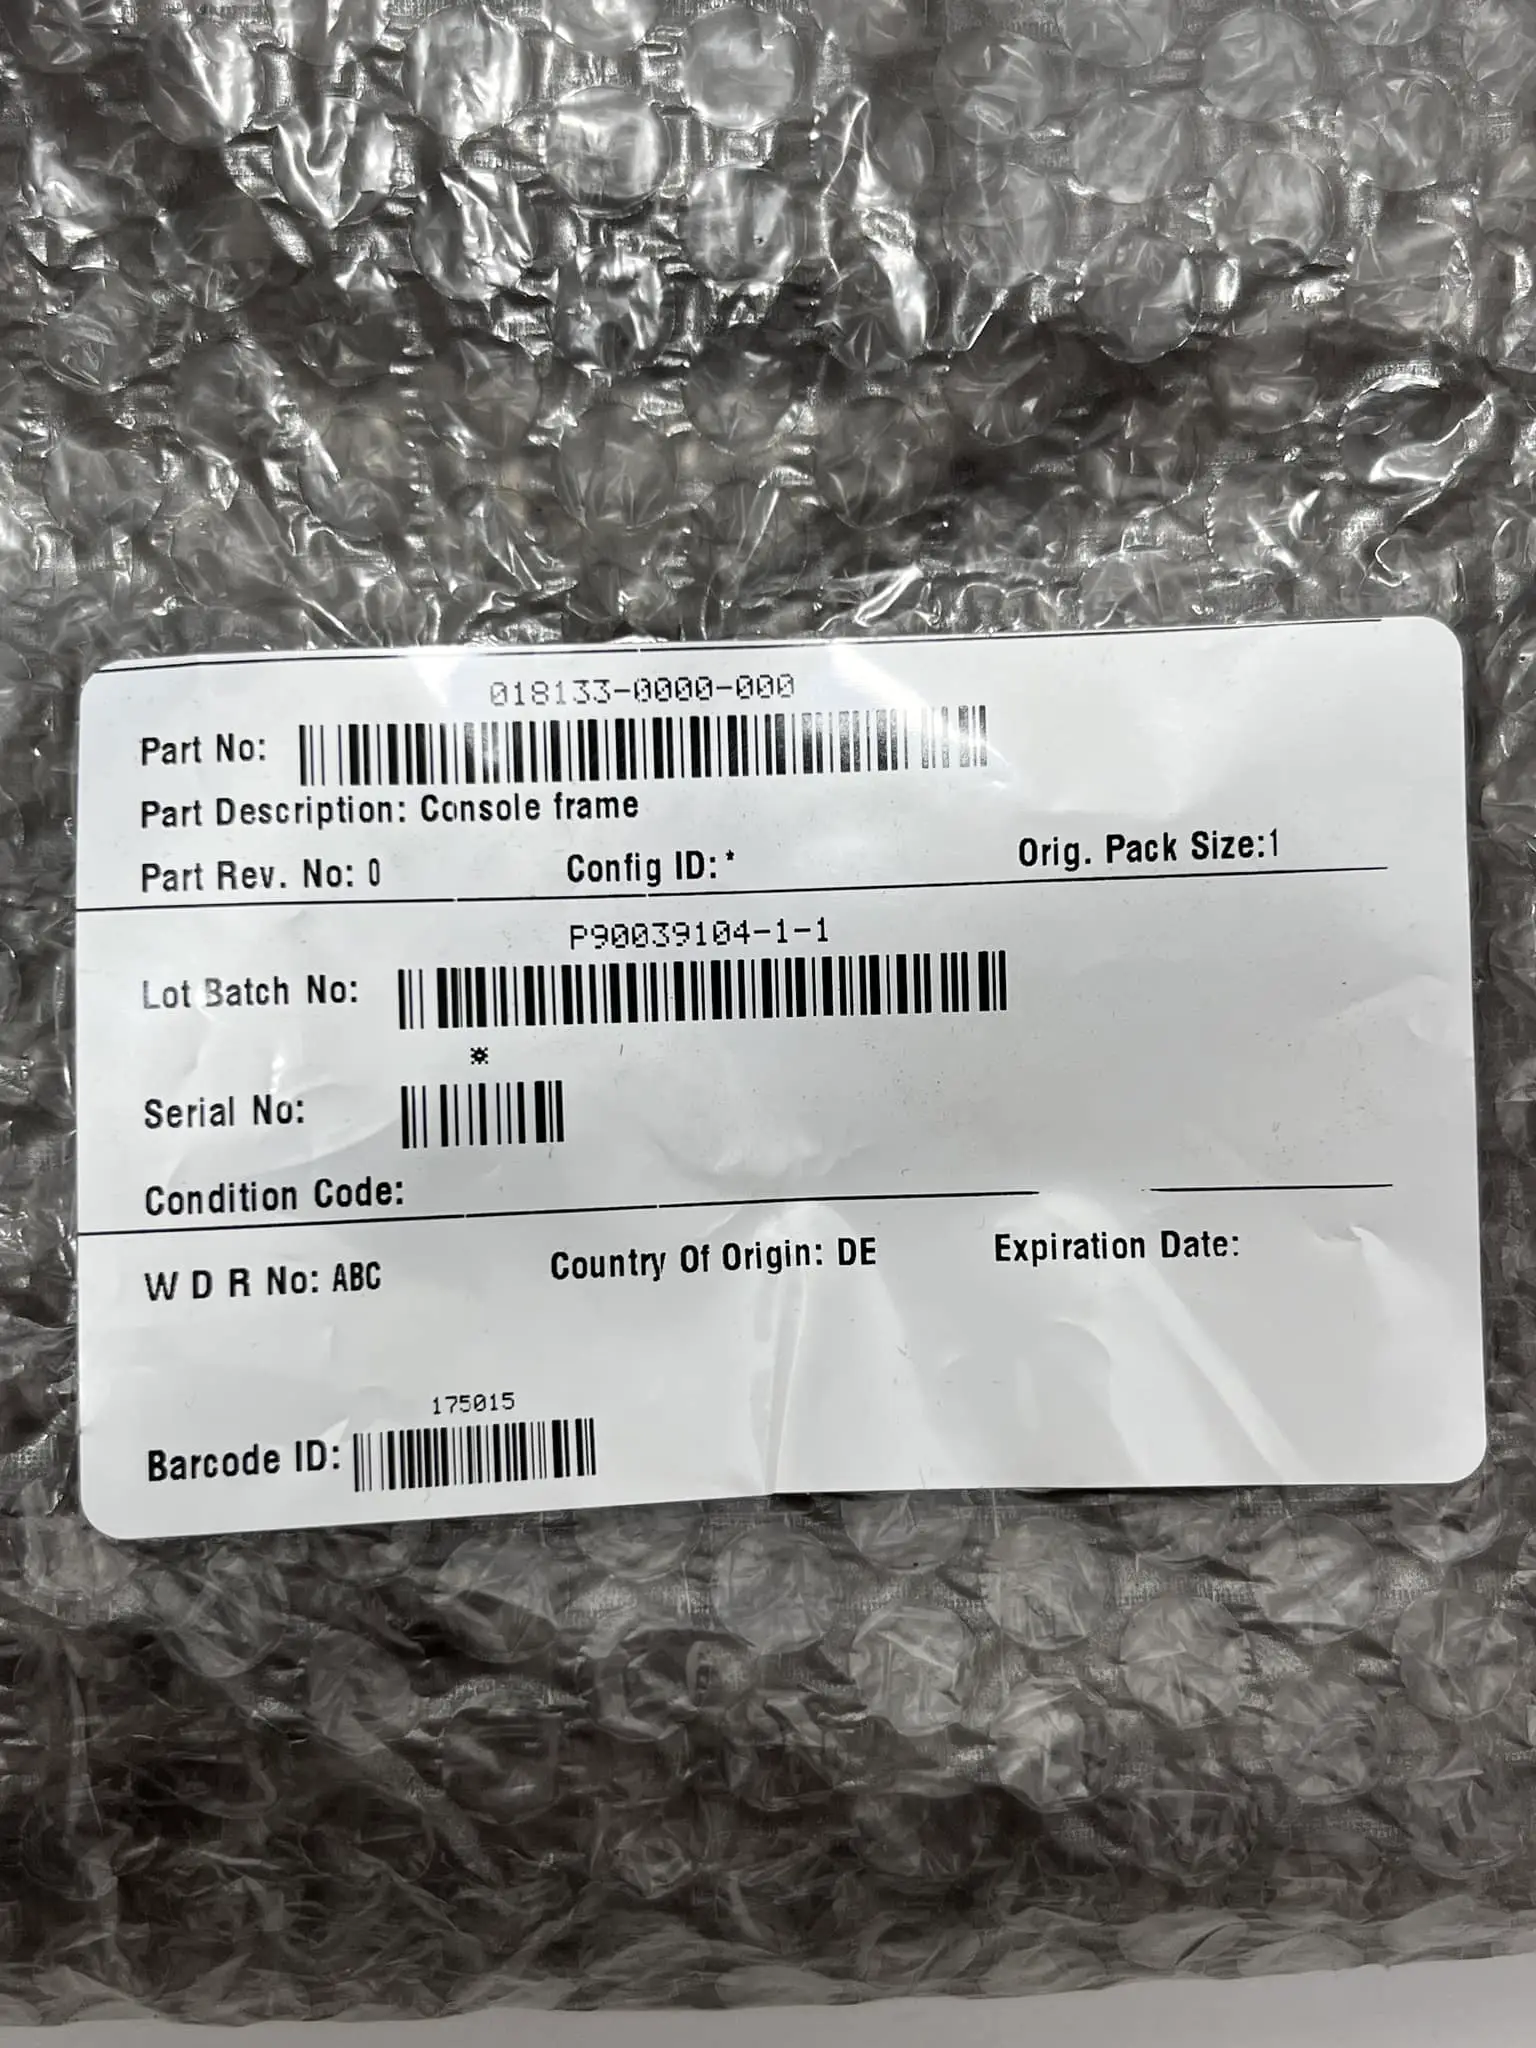 018133-0000-000
Part No:
Part Description: Console frame
Part Rev. No: 0 Config ID: * Orig. Pack Size:1
P90039104-1-1
Lot Batch No:
*
Serial No:
Condition Code:
W D R No: ABC Country Of Origin: DE Expiration Date:
175015
Barcode ID: